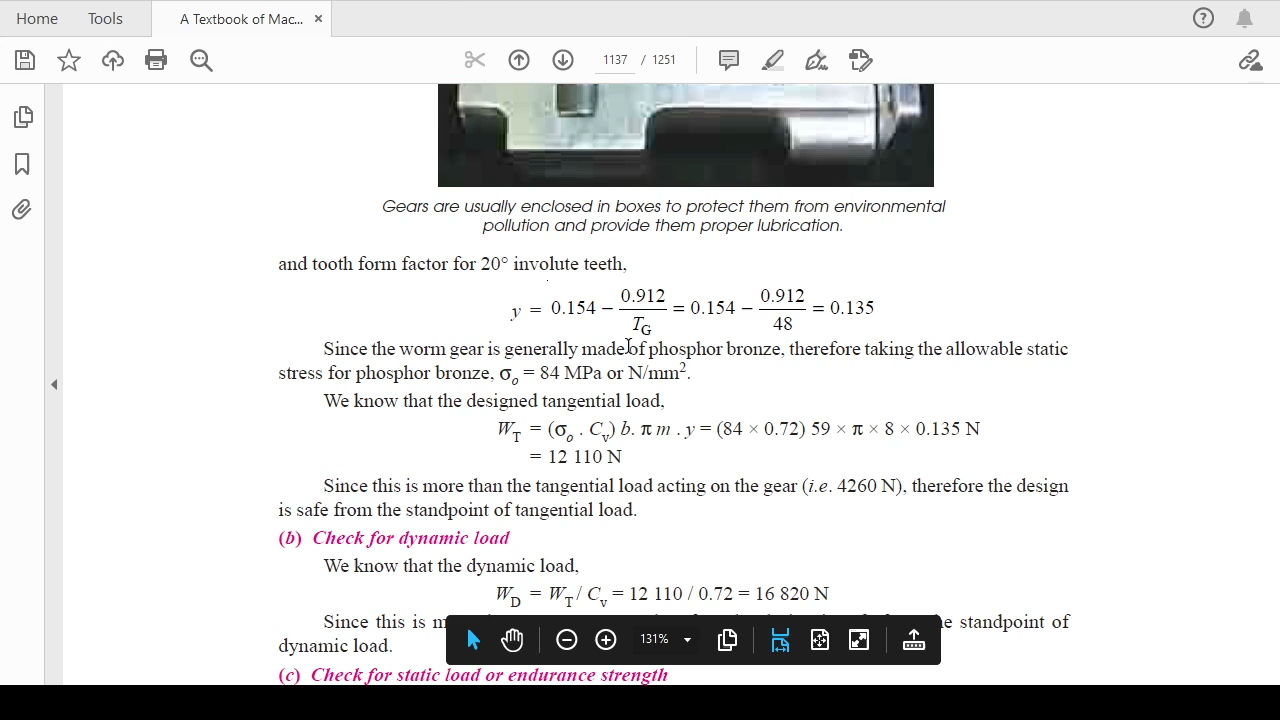 Home Tools A Textbook of Mac... ×
1137 / 1251
Gears are usually enclosed in boxes to protect them from environmental
pollution and provide them proper lubrication.
and tooth form factor for 20° involute teeth,
y = 0.154 − 0.912/T_G = 0.154 − 0.912/48 = 0.135
Since the worm gear is generally made of phosphor bronze, therefore taking the allowable static
stress for phosphor bronze, σ_o = 84 MPa or N/mm².
We know that the designed tangential load,
W_T = (σ_o . C_v) b. π m . y = (84 × 0.72) 59 × π × 8 × 0.135 N
= 12 110 N
Since this is more than the tangential load acting on the gear (i.e. 4260 N), therefore the design
is safe from the standpoint of tangential load.
(b) Check for dynamic load
We know that the dynamic load,
W_D = W_T / C_v = 12 110 / 0.72 = 16 820 N
Since this is standpoint of
dynamic load.
131%
(c) Check for static load or endurance strength